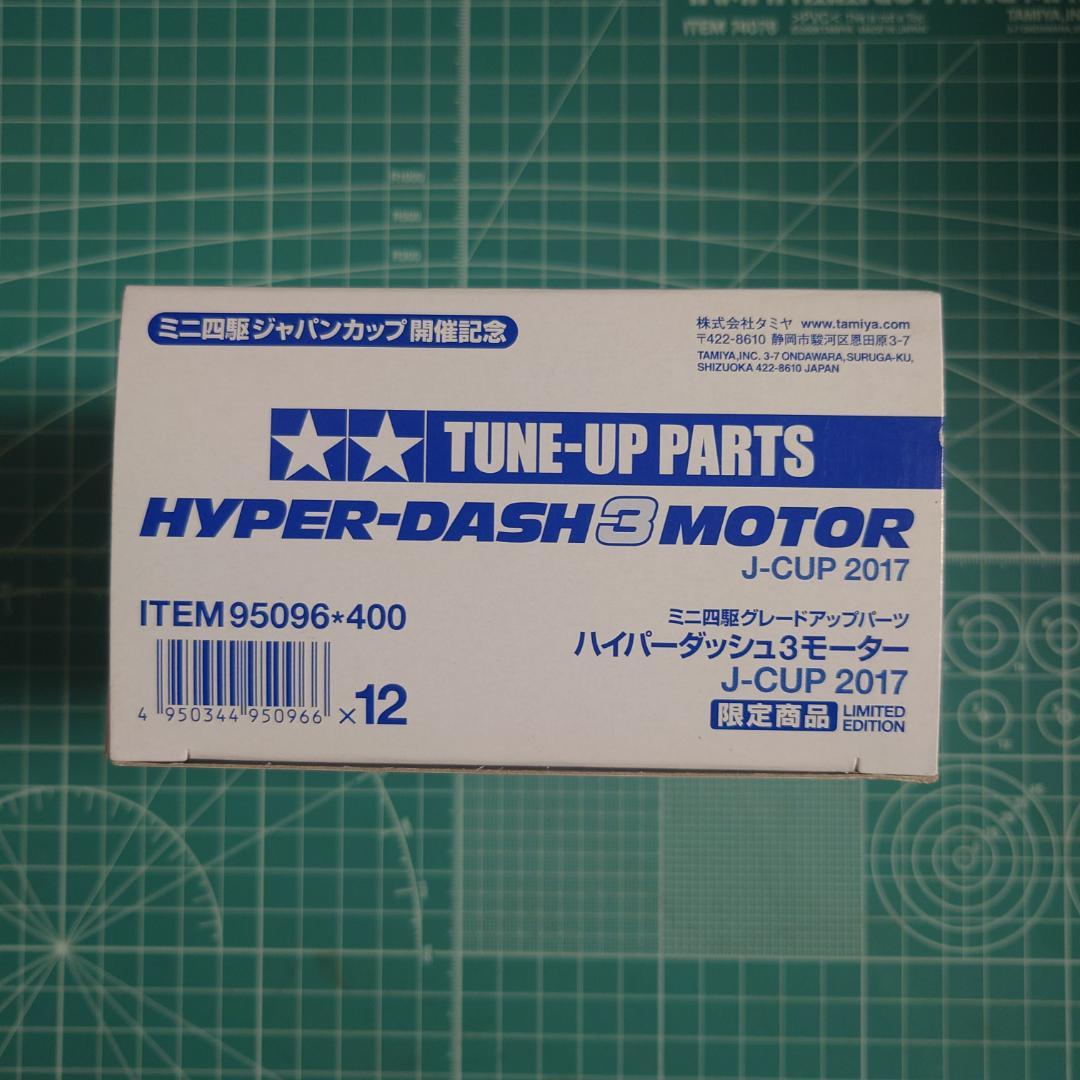 ITEM 74076
ミニ四駆ジャパンカップ開催記念
株式会社タミヤ www.tamiya.com
〒422-8610 静岡市駿河区恩田原3-7
TAMIYA,INC. 3-7 ONDAWARA, SURUGA-KU,
SHIZUOKA 422-8610 JAPAN
TUNE-UP PARTS
HYPER-DASH3 MOTOR
J-CUP 2017
ITEM 95096*400
4 950344 950966 ×12
ミニ四駆グレードアップパーツ
ハイパーダッシュ3モーター
J-CUP 2017
限定商品 LIMITED EDITION